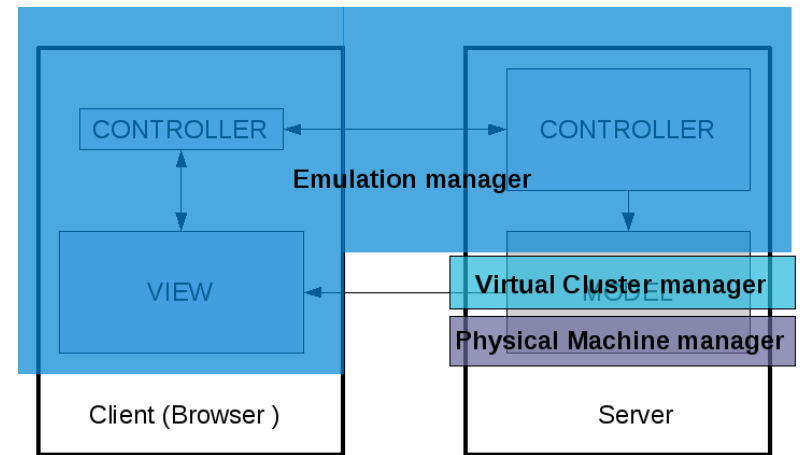 CONTROLLER
CONTROLLER
Emulation manager
VIEW
Virtual Cluster manager
MODEL
Physical Machine manager
Client (Browser )
Server